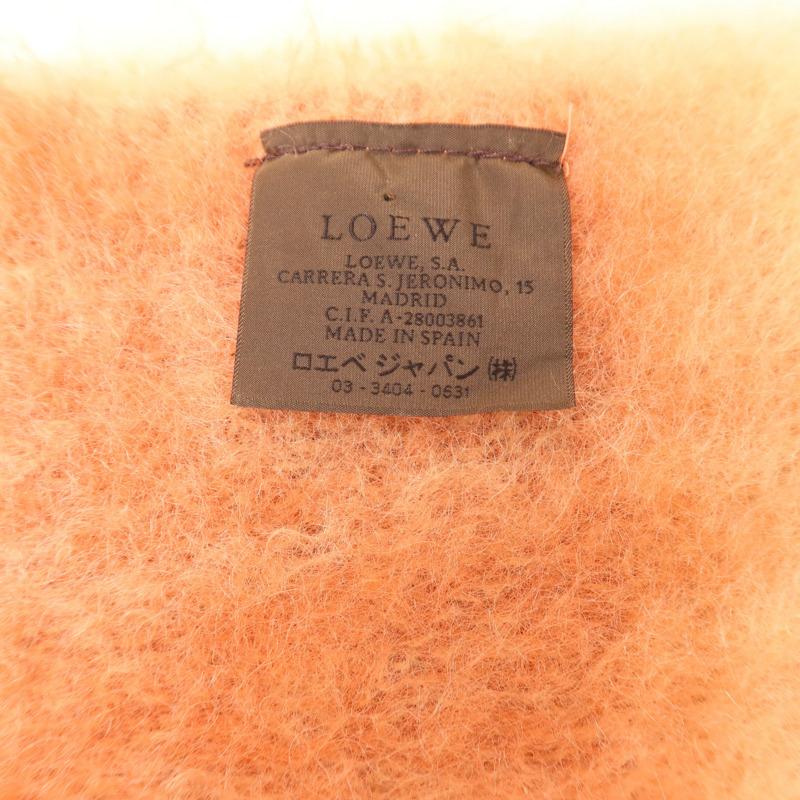 LOEWE
LOEWE, S.A.
CARRERA S. JERONIMO, 15
MADRID
C.I.F. A-28003861
MADE IN SPAIN
ロエベ ジャパン ㈱
03 - 3404 - 0531